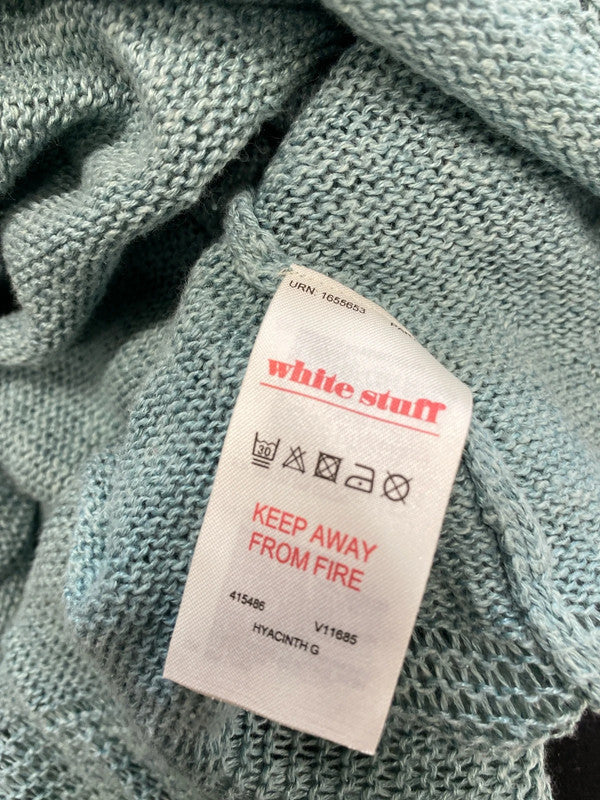 URN: 1655653
white stuff
30
KEEP AWAY
FROM FIRE
415486 V11685
HYACINTH G